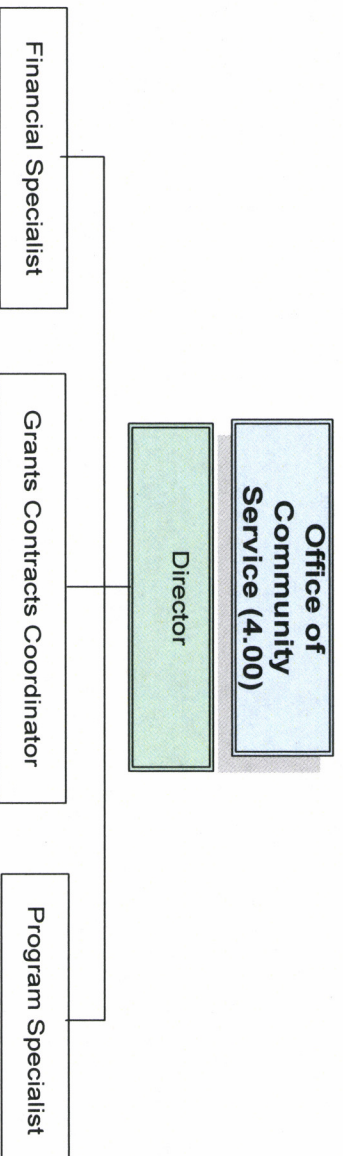 Office of
Community
Service (4.00)
Director
Financial Specialist
Grants Contracts Coordinator
Program Specialist